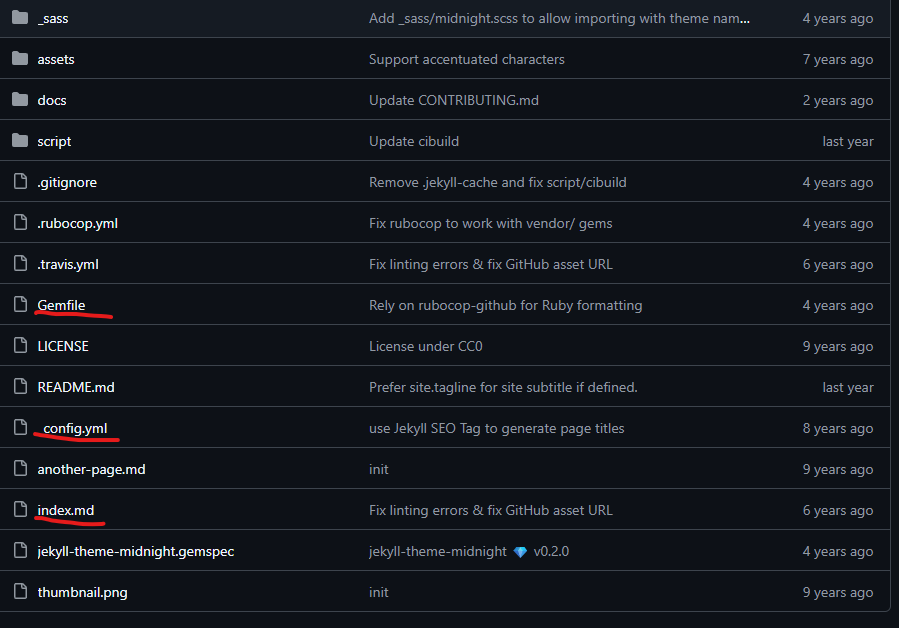 _sass Add _sass/midnight.scss to allow importing with theme nam... 4 years ago
assets Support accentuated characters 7 years ago
docs Update CONTRIBUTING.md 2 years ago
script Update cibuild last year
.gitignore Remove .jekyll-cache and fix script/cibuild 4 years ago
.rubocop.yml Fix rubocop to work with vendor/ gems 4 years ago
.travis.yml Fix linting errors & fix GitHub asset URL 6 years ago
Gemfile Rely on rubocop-github for Ruby formatting 4 years ago
LICENSE License under CC0 9 years ago
README.md Prefer site.tagline for site subtitle if defined. last year
_config.yml use Jekyll SEO Tag to generate page titles 8 years ago
another-page.md init 9 years ago
index.md Fix linting errors & fix GitHub asset URL 6 years ago
jekyll-theme-midnight.gemspec jekyll-theme-midnight 💎 v0.2.0 4 years ago
thumbnail.png init 9 years ago